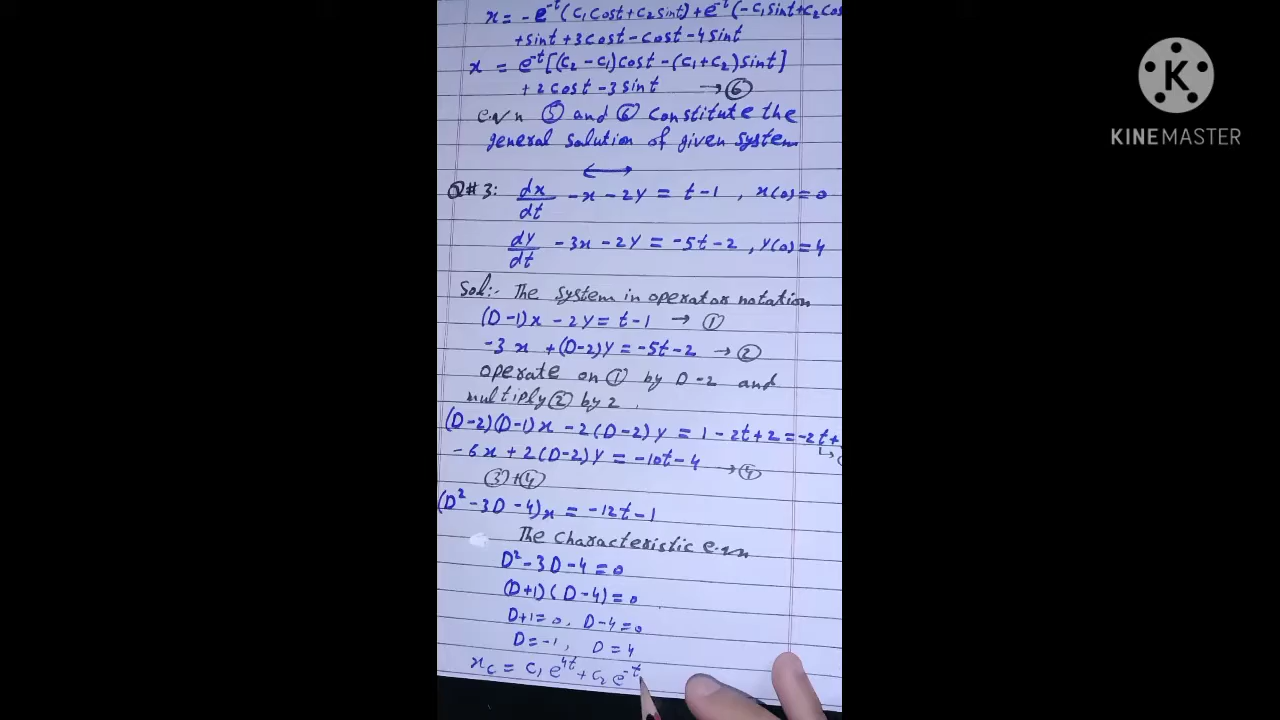 x = -e^-t (c₁cost + c₂sint) + e^-t (-c₁sint + c₂cos
+ sint + 3cost - cost - 4sint
x = e^-t [(c₂ - c₁)cost - (c₁+c₂)sint]
+ 2cost - 3sint → ⑥
eqn ⑤ and ⑥ constitute the
general solution of given system
Q#3: dx/dt - x - 2y = t-1 , x(0)=0
dy/dt - 3x - 2y = -5t-2 , y(0)=4
Sol:- The system in operator notation
(D-1)x - 2y = t-1 → ①
-3x + (D-2)y = -5t-2 → ②
operate on ① by D-2 and
multiply ② by 2 .
(D-2)(D-1)x - 2(D-2)y = 1-2t+2 = -2t+
-6x + 2(D-2)y = -10t-4 → ④
③+④
(D² - 3D - 4)x = -12t-1
The characteristic eqn
D² - 3D - 4 = 0
(D+1)(D-4) = 0
D+1=0, D-4=0
D=-1, D=4
x_c = c₁e^4t + c₂e^-t
K
KINEMASTER